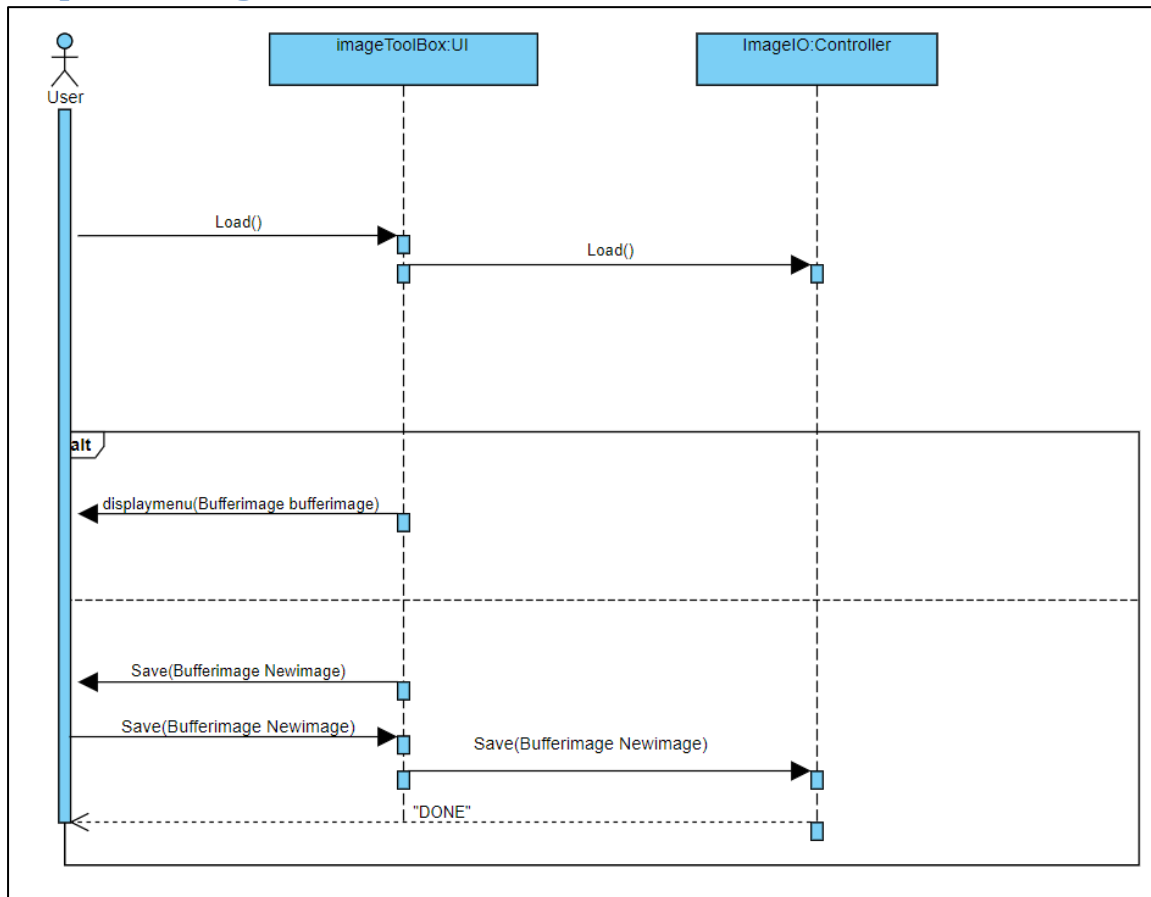 User
imageToolBox:UI
ImageIO:Controller
Load()
Load()
alt
displaymenu(Bufferimage bufferimage)
Save(Bufferimage Newimage)
Save(Bufferimage Newimage)
Save(Bufferimage Newimage)
"DONE"